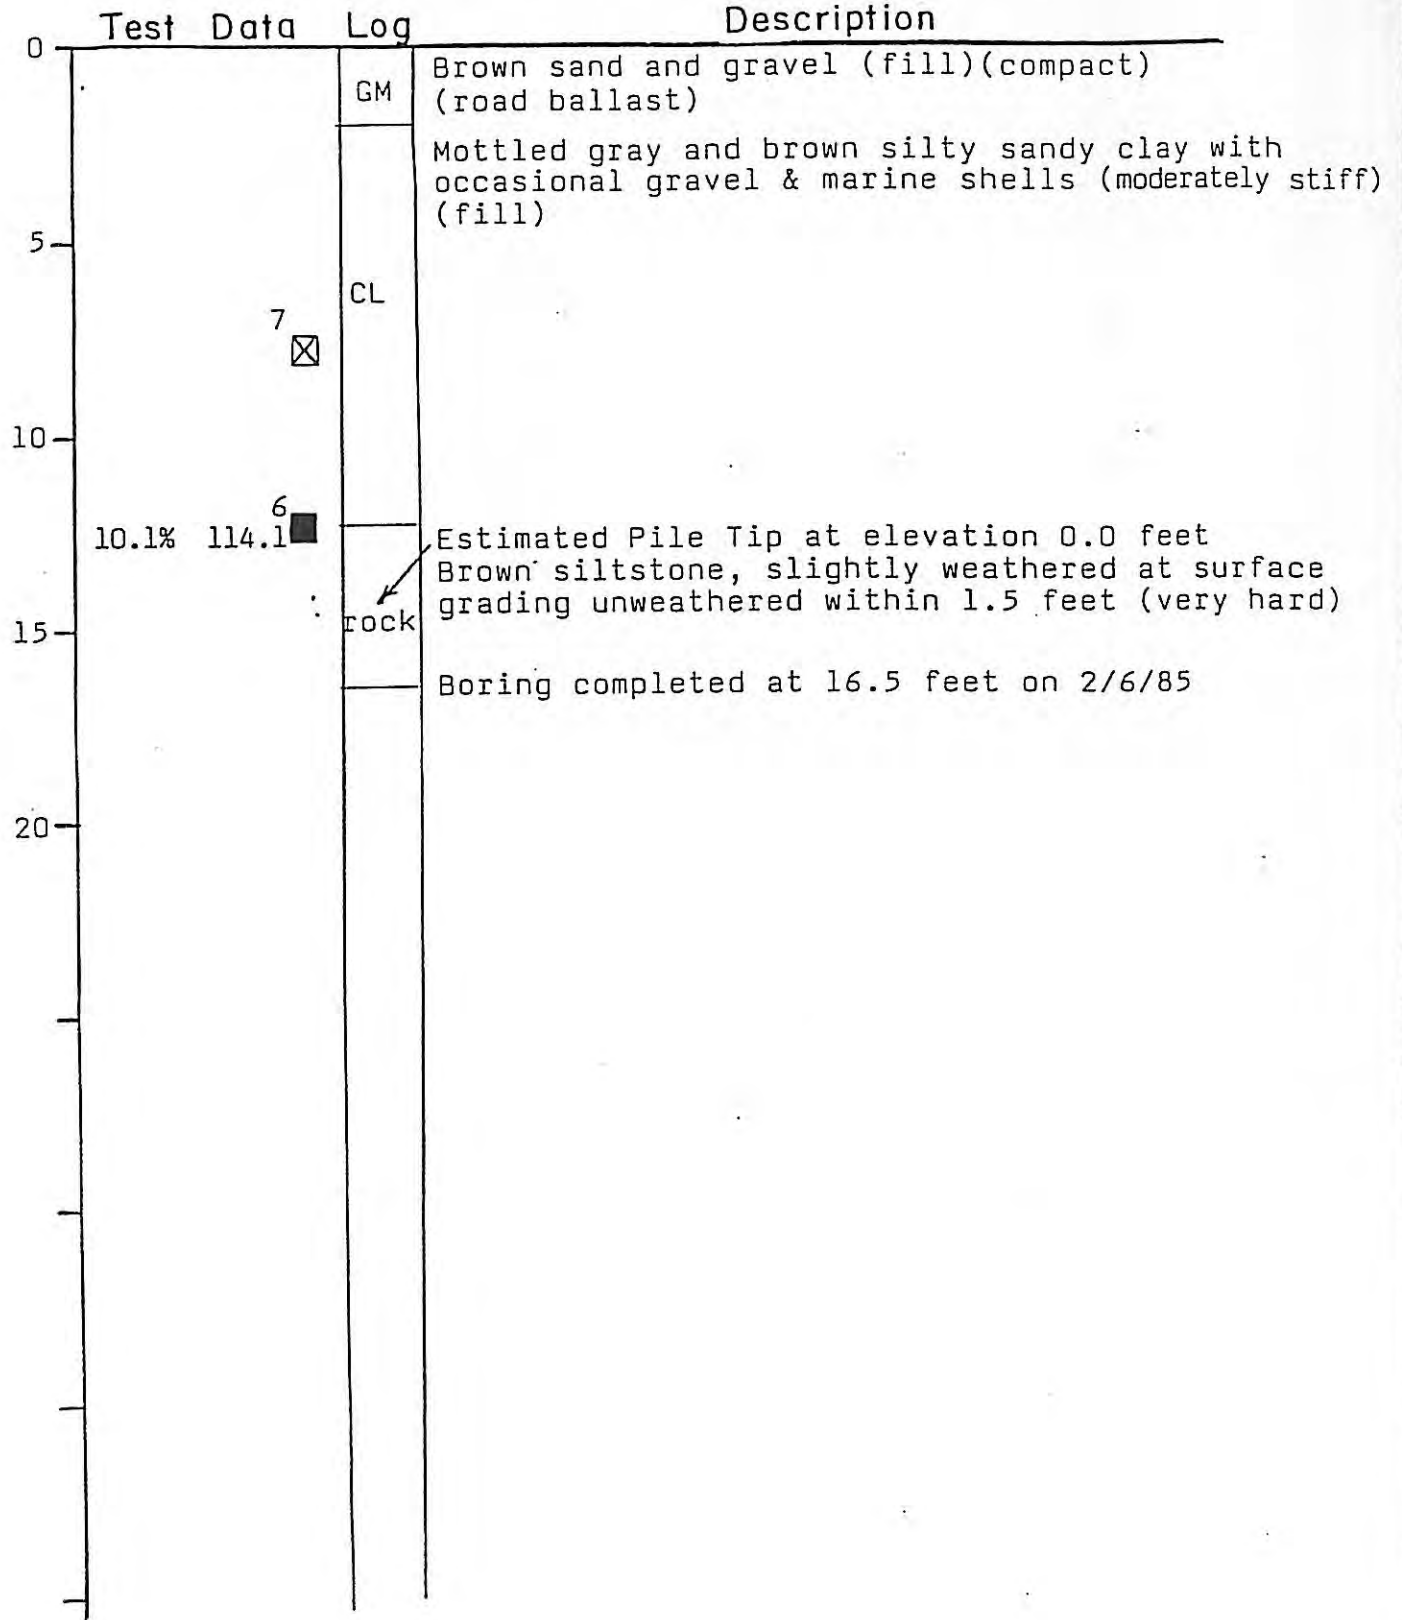 Test Data Log Description
0
GM
Brown sand and gravel (fill)(compact)
(road ballast)
Mottled gray and brown silty sandy clay with
occasional gravel & marine shells (moderately stiff)
(fill)
5
CL
7
10
6
10.1% 114.1
Estimated Pile Tip at elevation 0.0 feet
Brown siltstone, slightly weathered at surface
grading unweathered within 1.5 feet (very hard)
rock
15
Boring completed at 16.5 feet on 2/6/85
20